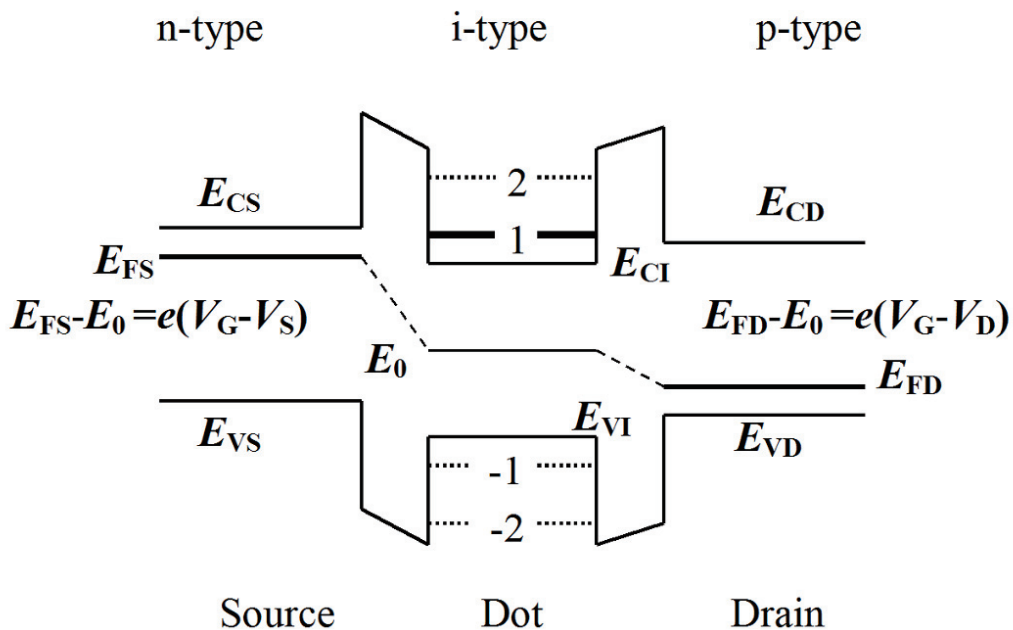 n-type i-type p-type
2
E_CS E_CD
1
E_FS E_CI
E_FS-E_0=e(V_G-V_S) E_FD-E_0=e(V_G-V_D)
E_0 E_FD
E_VS E_VI E_VD
-1
-2
Source Dot Drain